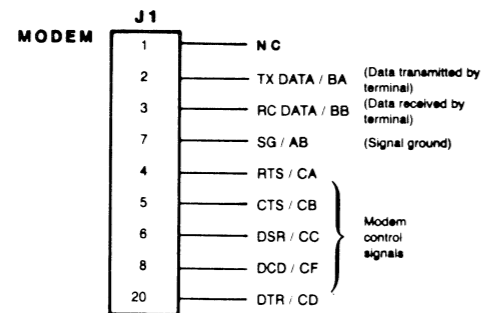 J1
MODEM
1 NC
2 TX DATA / BA (Data transmitted by
terminal)
3 RC DATA / BB (Data received by
terminal)
7 SG / AB (Signal ground)
4 RTS / CA
5 CTS / CB
6 DSR / CC
8 DCD / CF
20 DTR / CD
Modem
control
signals